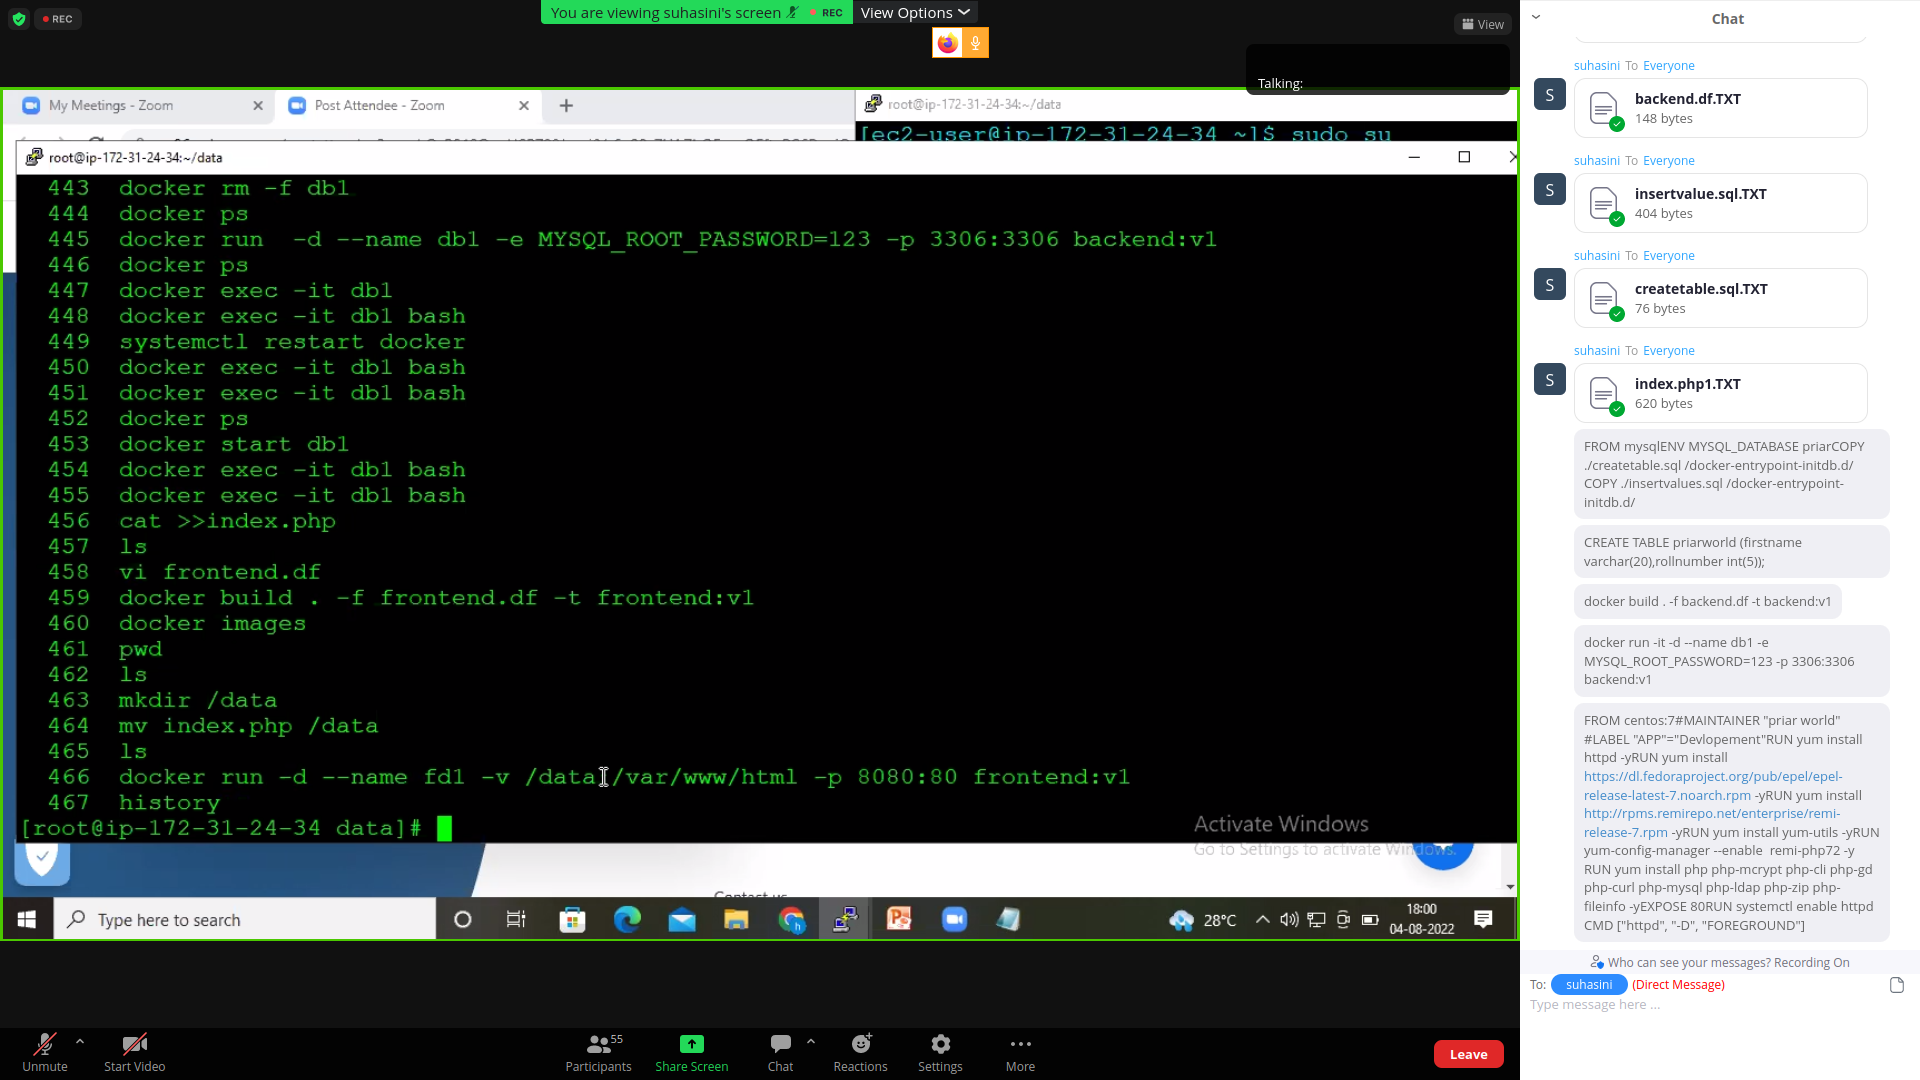 REC
You are viewing suhasini's screen
REC
View Options
View
Talking:
My Meetings - Zoom
Post Attendee - Zoom
root@ip-172-31-24-34:~/data
[ec2-user@ip-172-31-24-34 ~]$ sudo su
root@ip-172-31-24-34:~/data
443 docker rm -f db1
444 docker ps
445 docker run -d --name db1 -e MYSQL_ROOT_PASSWORD=123 -p 3306:3306 backend:v1
446 docker ps
447 docker exec -it db1
448 docker exec -it db1 bash
449 systemctl restart docker
450 docker exec -it db1 bash
451 docker exec -it db1 bash
452 docker ps
453 docker start db1
454 docker exec -it db1 bash
455 docker exec -it db1 bash
456 cat >>index.php
457 ls
458 vi frontend.df
459 docker build . -f frontend.df -t frontend:v1
460 docker images
461 pwd
462 ls
463 mkdir /data
464 mv index.php /data
465 ls
466 docker run -d --name fd1 -v /data:/var/www/html -p 8080:80 frontend:v1
467 history
[root@ip-172-31-24-34 data]#
Activate Windows
Go to Settings to activate Windows.
Contact us
Type here to search
28°C
18:00
04-08-2022
Unmute
Start Video
55
Participants
Share Screen
Chat
Reactions
Settings
More
Leave
Chat
suhasini To Everyone
S
backend.df.TXT
148 bytes
suhasini To Everyone
S
insertvalue.sql.TXT
404 bytes
suhasini To Everyone
S
createtable.sql.TXT
76 bytes
suhasini To Everyone
S
index.php1.TXT
620 bytes
FROM mysqlENV MYSQL_DATABASE priarCOPY
./createtable.sql /docker-entrypoint-initdb.d/
COPY ./insertvalues.sql /docker-entrypoint-
initdb.d/
CREATE TABLE priarworld (firstname
varchar(20),rollnumber int(5));
docker build . -f backend.df -t backend:v1
docker run -it -d --name db1 -e
MYSQL_ROOT_PASSWORD=123 -p 3306:3306
backend:v1
FROM centos:7#MAINTAINER "priar world"
#LABEL "APP"="Devlopement"RUN yum install
httpd -yRUN yum install
https://dl.fedoraproject.org/pub/epel/epel-
release-latest-7.noarch.rpm -yRUN yum install
http://rpms.remirepo.net/enterprise/remi-
release-7.rpm -yRUN yum install yum-utils -yRUN
yum-config-manager --enable remi-php72 -y
RUN yum install php php-mcrypt php-cli php-gd
php-curl php-mysql php-ldap php-zip php-
fileinfo -yEXPOSE 80RUN systemctl enable httpd
CMD ["httpd", "-D", "FOREGROUND"]
Who can see your messages? Recording On
To: suhasini (Direct Message)
Type message here ...